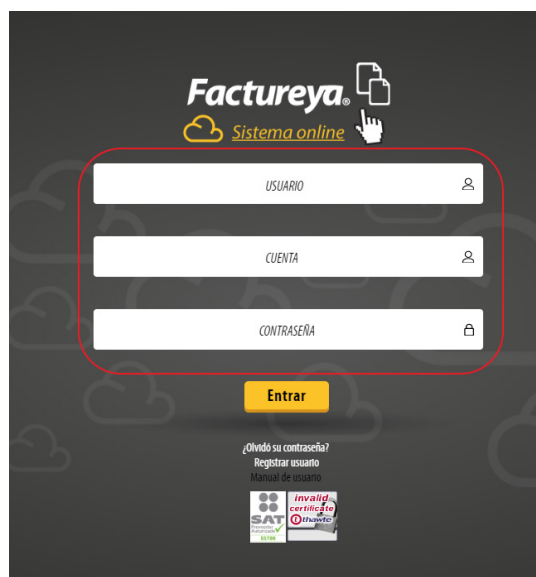 Factureya®
Sistema online
USUARIO
CUENTA
CONTRASEÑA
Entrar
¿Olvidó su contraseña?
Registrar usuario
Manual de usuario
invalid
certificate
SAT
thawte